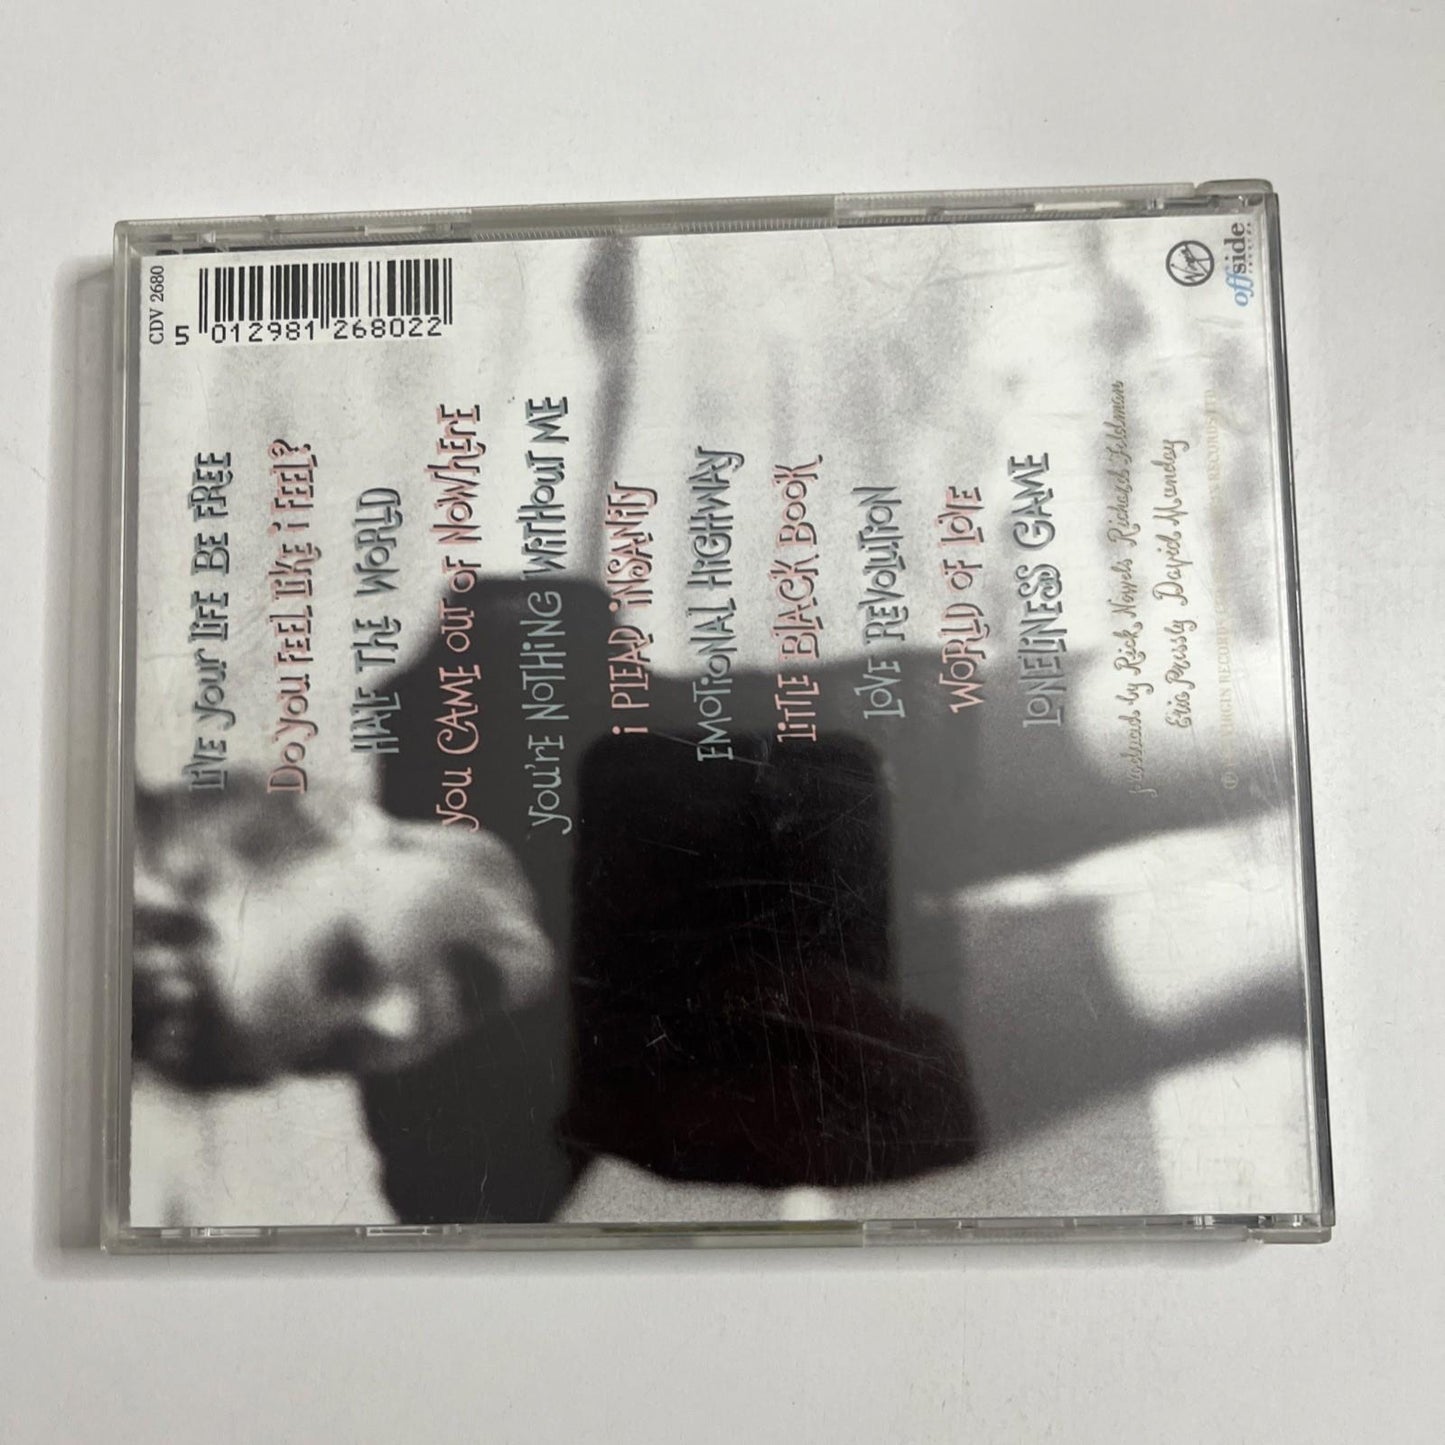 CDV 2680
5 012981 268022
LiVE YOUR LIFE BE FREE
DO YOU FEEL LiKE i FEEL?
HALF THE WORLD
YOU CAME OUT OF NOWHERE
YOU'RE NOTHiNG WiTHOUT ME
i PLEAD iNSANiTY
EMOTiONAL HiGHWAY
LiTTLE BLACK BOOK
LOVE REVOLUTiON
WORLD OF LOVE
LONELiNESS GAME
produced by Rick Nowels Richard Feldman
Eric Pressly David Munday
Virgin
offside